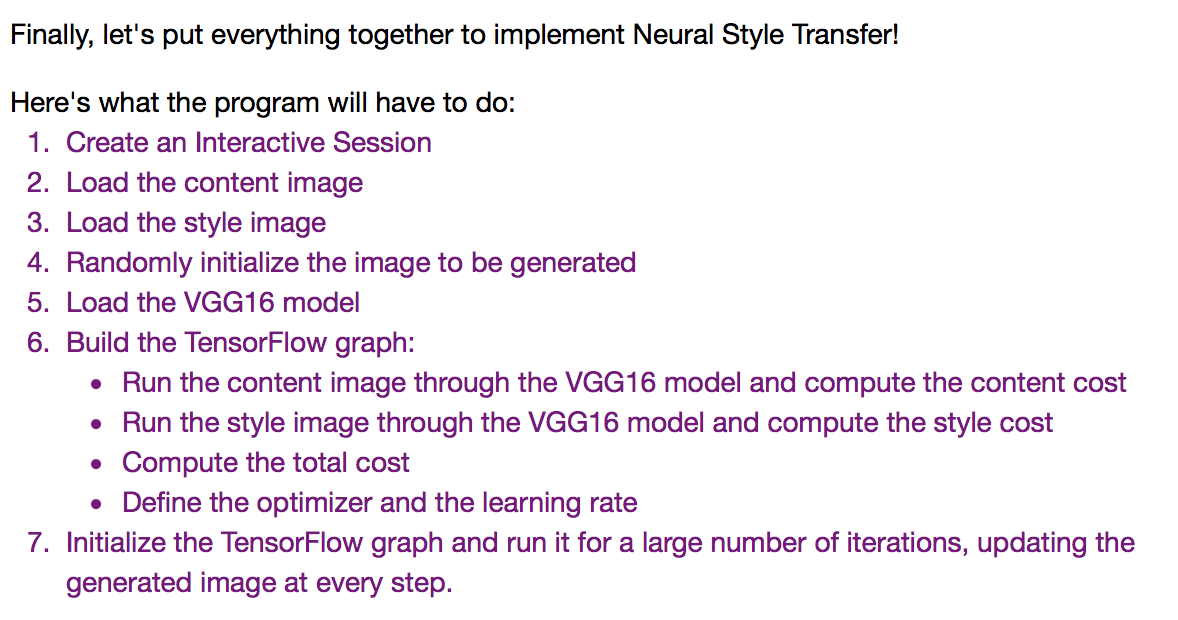 Finally, let's put everything together to implement Neural Style Transfer!
Here's what the program will have to do:
1. Create an Interactive Session
2. Load the content image
3. Load the style image
4. Randomly initialize the image to be generated
5. Load the VGG16 model
6. Build the TensorFlow graph:
• Run the content image through the VGG16 model and compute the content cost
• Run the style image through the VGG16 model and compute the style cost
• Compute the total cost
• Define the optimizer and the learning rate
7. Initialize the TensorFlow graph and run it for a large number of iterations, updating the
generated image at every step.